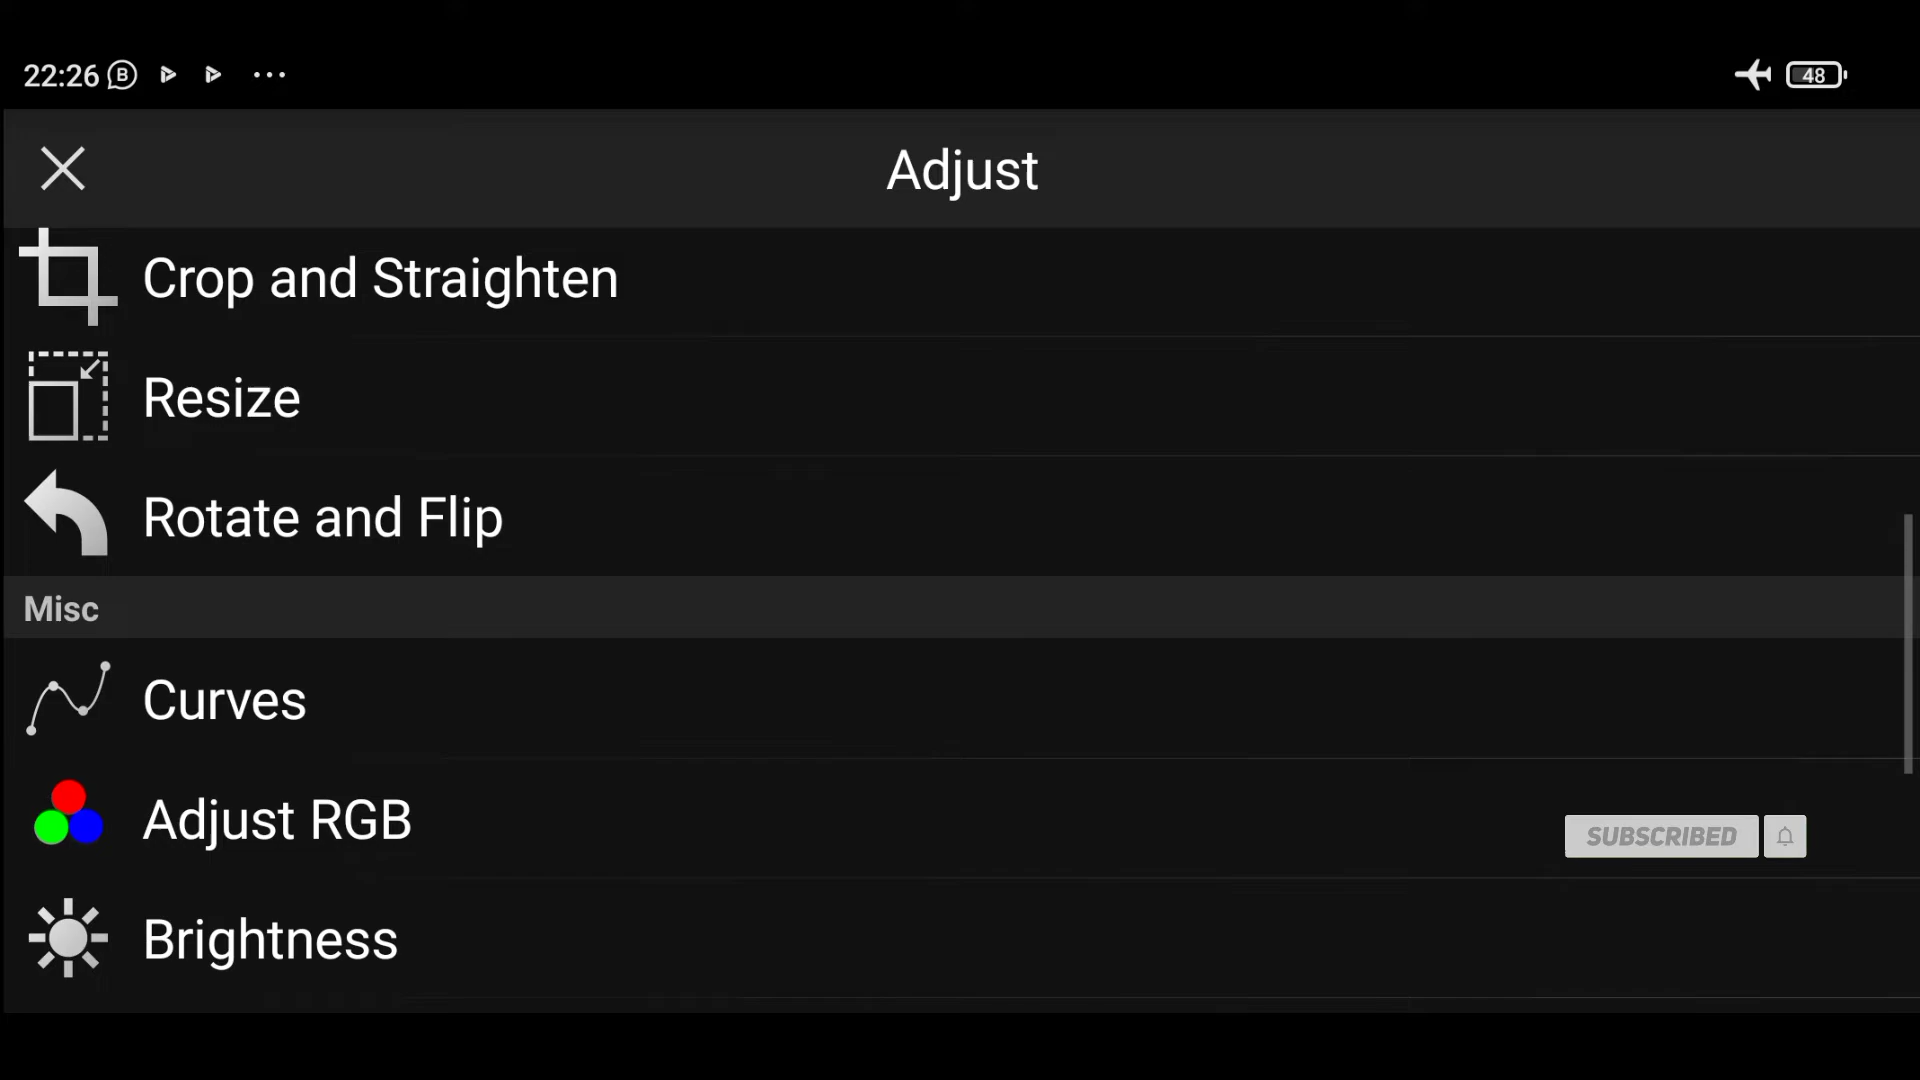 22:26 B ... 48
Adjust
Crop and Straighten
Resize
Rotate and Flip
Misc
Curves
Adjust RGB
SUBSCRIBED
Brightness